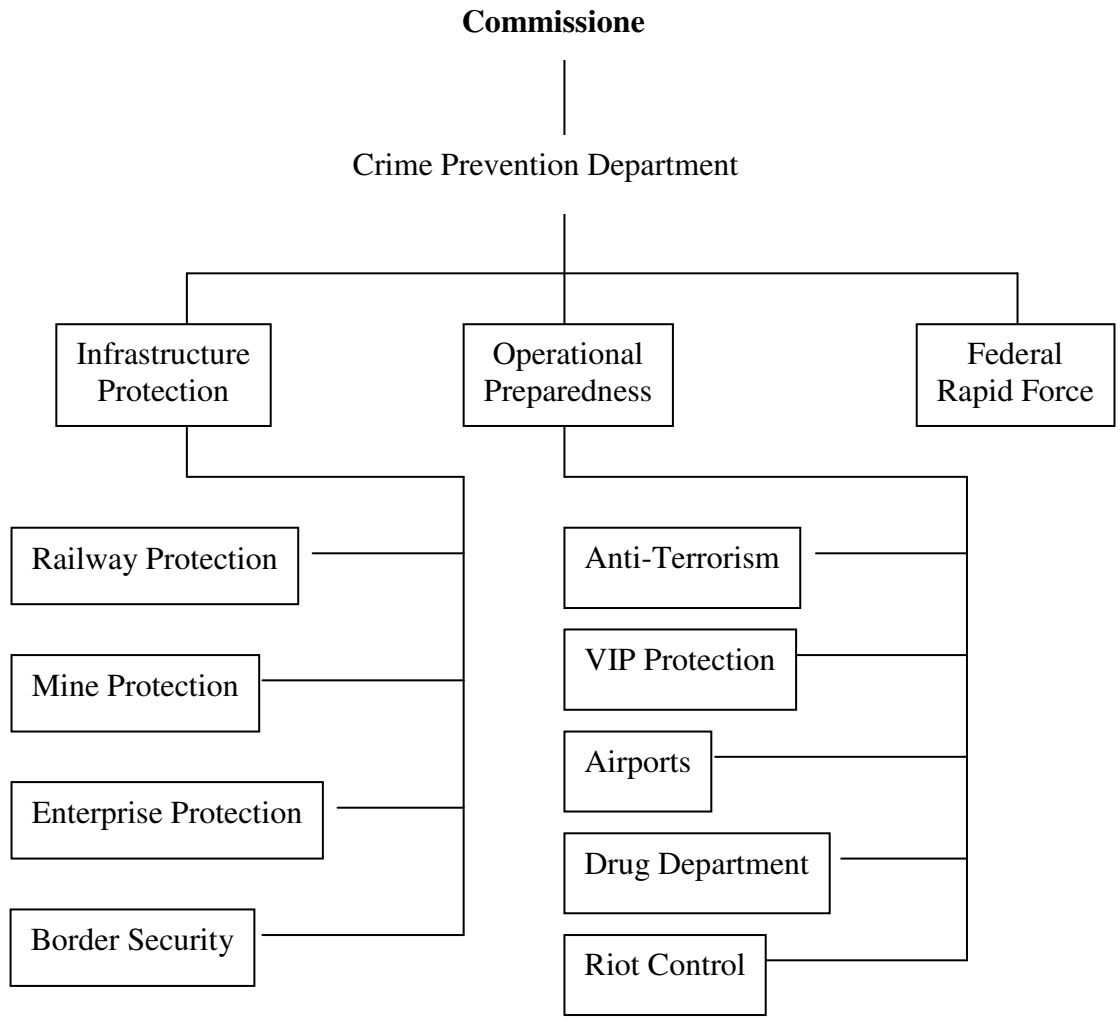 Commissione
Crime Prevention Department
Infrastructure
Protection
Operational
Preparedness
Federal
Rapid Force
Railway Protection
Mine Protection
Enterprise Protection
Border Security
Anti-Terrorism
VIP Protection
Airports
Drug Department
Riot Control